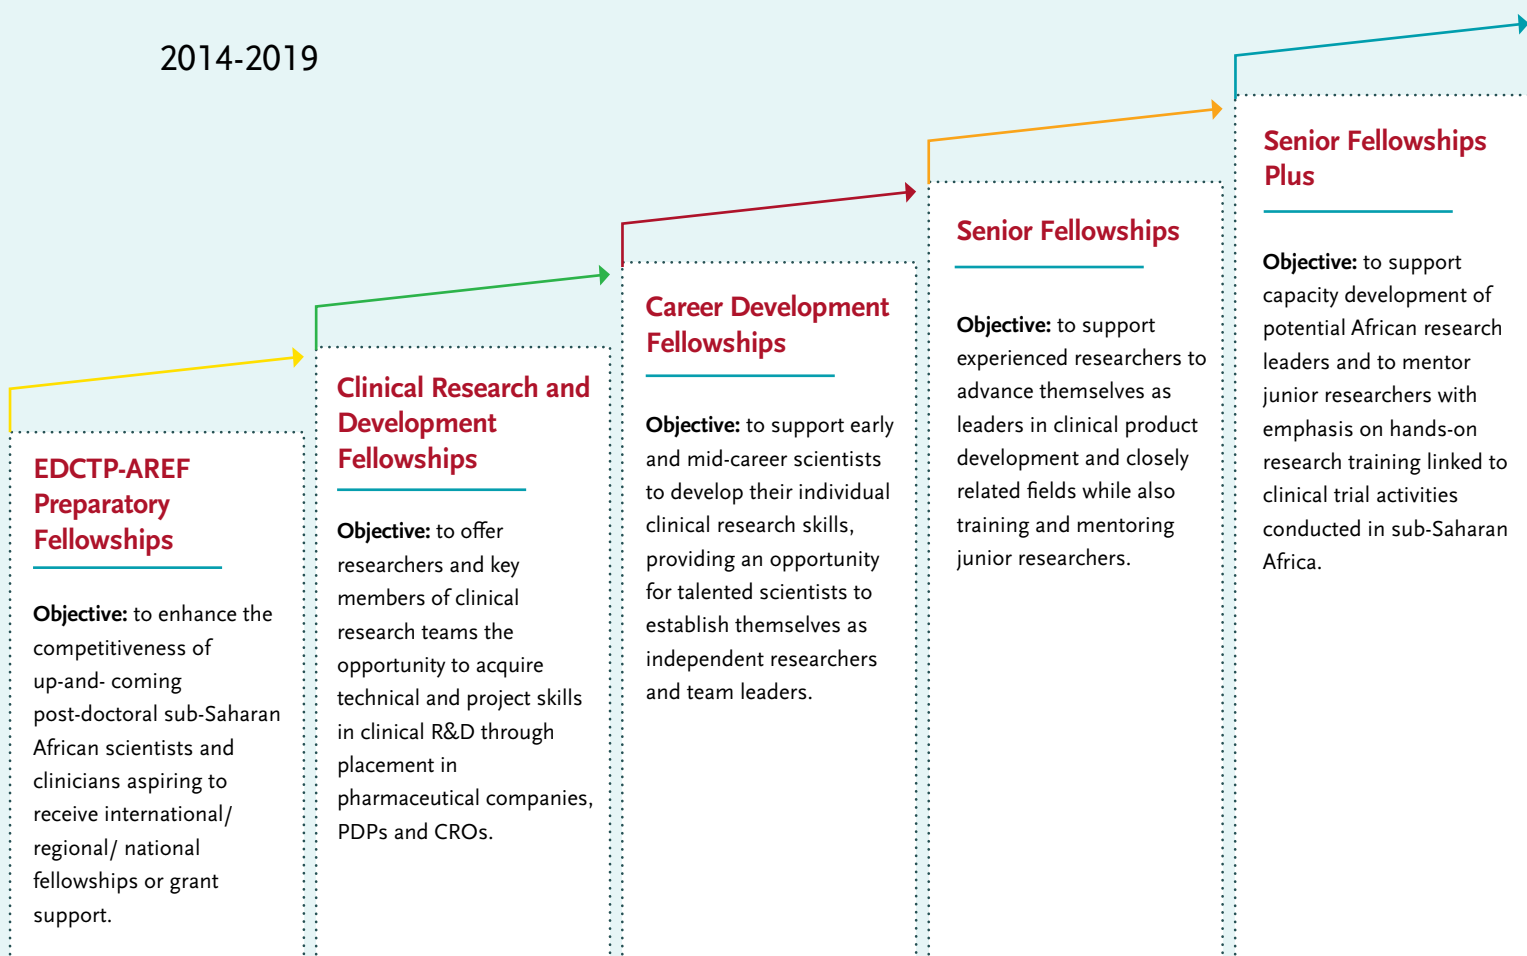 2014-2019
EDCTP-AREF
Preparatory
Fellowships
Objective: to enhance the
competitiveness of
up-and- coming
post-doctoral sub-Saharan
African scientists and
clinicians aspiring to
receive international/
regional/ national
fellowships or grant
support.
Clinical Research and
Development
Fellowships
Objective: to offer
researchers and key
members of clinical
research teams the
opportunity to acquire
technical and project skills
in clinical R&D through
placement in
pharmaceutical companies,
PDPs and CROs.
Career Development
Fellowships
Objective: to support early
and mid-career scientists
to develop their individual
clinical research skills,
providing an opportunity
for talented scientists to
establish themselves as
independent researchers
and team leaders.
Senior Fellowships
Objective: to support
experienced researchers to
advance themselves as
leaders in clinical product
development and closely
related fields while also
training and mentoring
junior researchers.
Senior Fellowships
Plus
Objective: to support
capacity development of
potential African research
leaders and to mentor
junior researchers with
emphasis on hands-on
research training linked to
clinical trial activities
conducted in sub-Saharan
Africa.